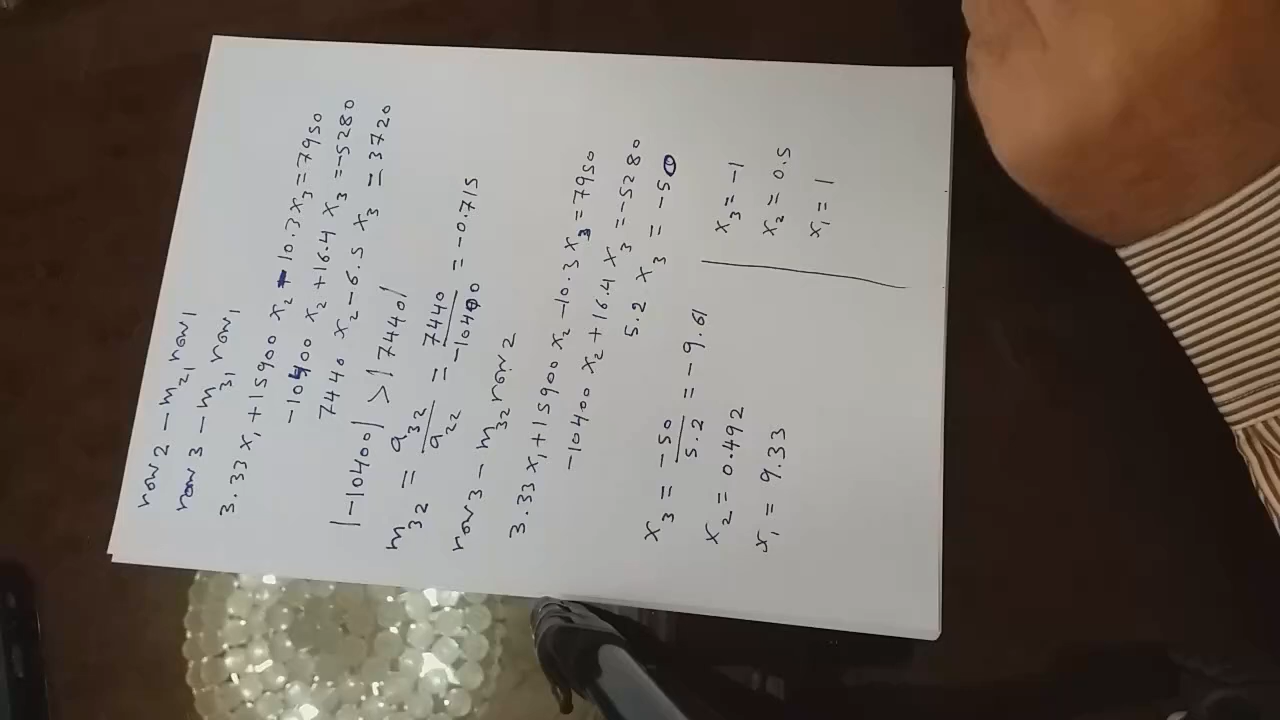 row 2 - m21 row 1
row 3 - m31 row 1
3.33 x1 + 15900 x2 - 10.3 x3 = 7950
-10400 x2 + 16.4 x3 = -5280
7440 x2 - 6.5 x3 = 3720
|-10400| > |7440|
m32 = a32/a22 = 7440/-10400 = -0.715
row 3 - m32 row 2
3.33 x1 + 15900 x2 - 10.3 x3 = 7950
-10400 x2 + 16.4 x3 = -5280
5.2 x3 = -50
x3 = -50/5.2 = -9.61
x2 = 0.492
x1 = 9.33
x3 = -1
x2 = 0.5
x1 = 1